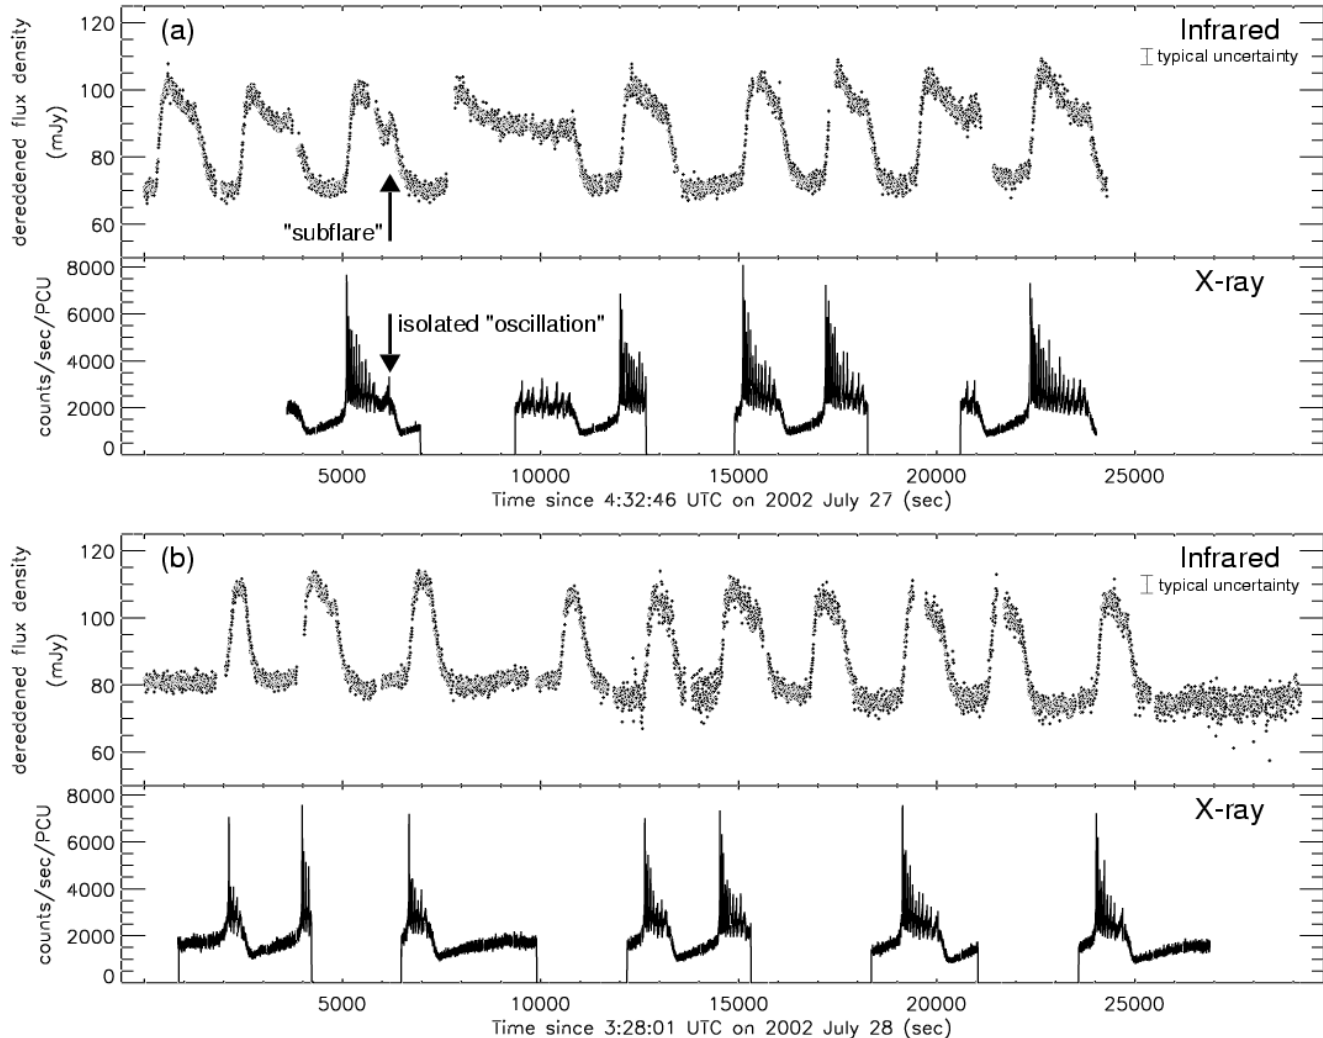 (a)
Infrared
typical uncertainty
dereddened flux density
(mJy)
120
100
80
60
"subflare"
X-ray
isolated "oscillation"
counts/sec/PCU
8000
6000
4000
2000
0
5000 10000 15000 20000 25000
Time since 4:32:46 UTC on 2002 July 27 (sec)
(b)
Infrared
typical uncertainty
dereddened flux density
(mJy)
120
100
80
60
X-ray
counts/sec/PCU
8000
6000
4000
2000
0
5000 10000 15000 20000 25000
Time since 3:28:01 UTC on 2002 July 28 (sec)